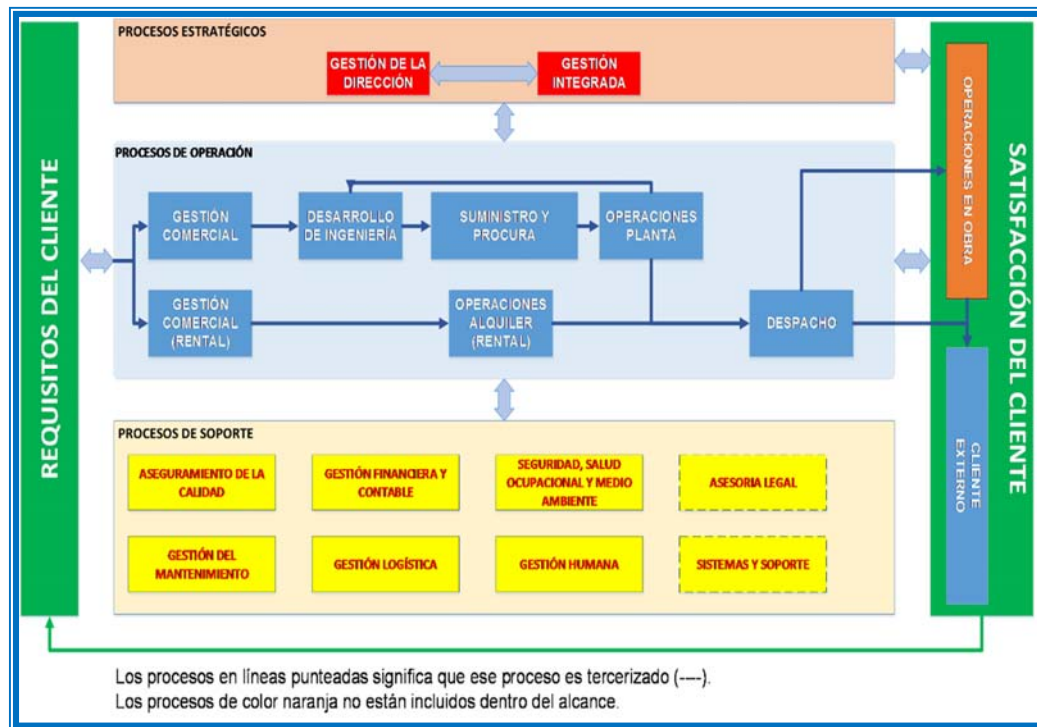 PROCESOS ESTRATÉGICOS
GESTIÓN DE LA
DIRECCIÓN
GESTIÓN
INTEGRADA
REQUISITOS DEL CLIENTE
PROCESOS DE OPERACIÓN
GESTIÓN
COMERCIAL
DESARROLLO
DE INGENIERÍA
SUMINISTRO Y
PROCURA
OPERACIONES
PLANTA
GESTIÓN
COMERCIAL
(RENTAL)
OPERACIONES
ALQUILER
(RENTAL)
DESPACHO
OPERACIONES EN OBRA
CLIENTE
EXTERNO
SATISFACCIÓN DEL CLIENTE
PROCESOS DE SOPORTE
ASEGURAMIENTO DE LA
CALIDAD
GESTIÓN FINANCIERA Y
CONTABLE
SEGURIDAD, SALUD
OCUPACIONAL Y MEDIO
AMBIENTE
ASESORIA LEGAL
GESTIÓN DEL
MANTENIMIENTO
GESTIÓN LOGÍSTICA
GESTIÓN HUMANA
SISTEMAS Y SOPORTE
Los procesos en líneas punteadas significa que ese proceso es tercerizado (----).
Los procesos de color naranja no están incluidos dentro del alcance.